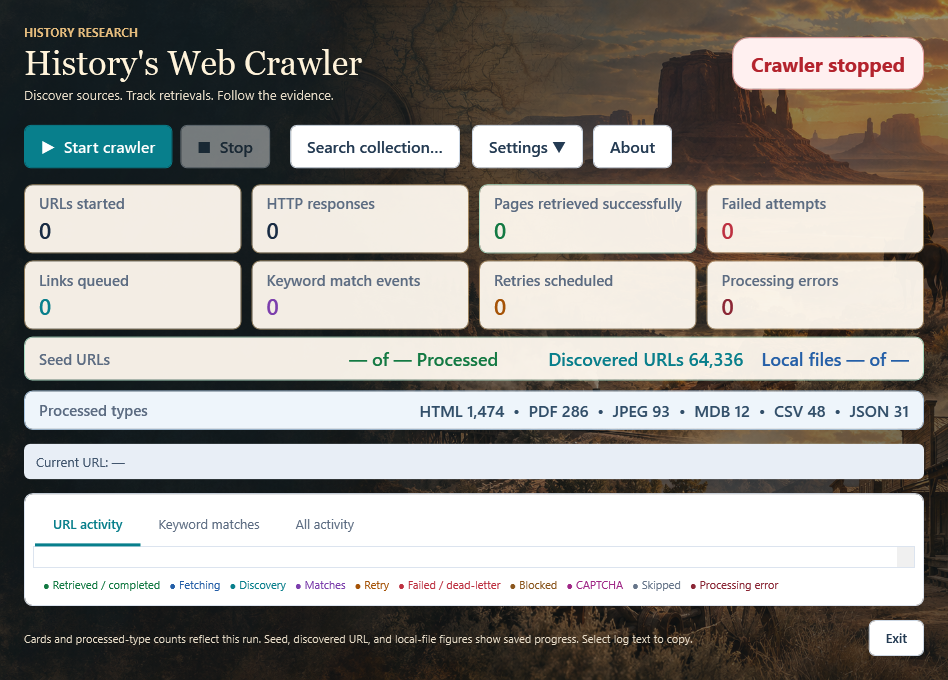 HISTORY RESEARCH
History's Web Crawler
Discover sources. Track retrievals. Follow the evidence.
Crawler stopped
▶ Start crawler
■ Stop
Search collection...
Settings ▼
About
URLs started
0
HTTP responses
0
Pages retrieved successfully
0
Failed attempts
0
Links queued
0
Keyword match events
0
Retries scheduled
0
Processing errors
0
Seed URLs — of — Processed Discovered URLs 64,336 Local files — of —
Processed types HTML 1,474 • PDF 286 • JPEG 93 • MDB 12 • CSV 48 • JSON 31
Current URL: —
URL activity Keyword matches All activity
● Retrieved / completed ● Fetching ● Discovery ● Matches ● Retry ● Failed / dead-letter ● Blocked ● CAPTCHA ● Skipped ● Processing error
Cards and processed-type counts reflect this run. Seed, discovered URL, and local-file figures show saved progress. Select log text to copy.
Exit